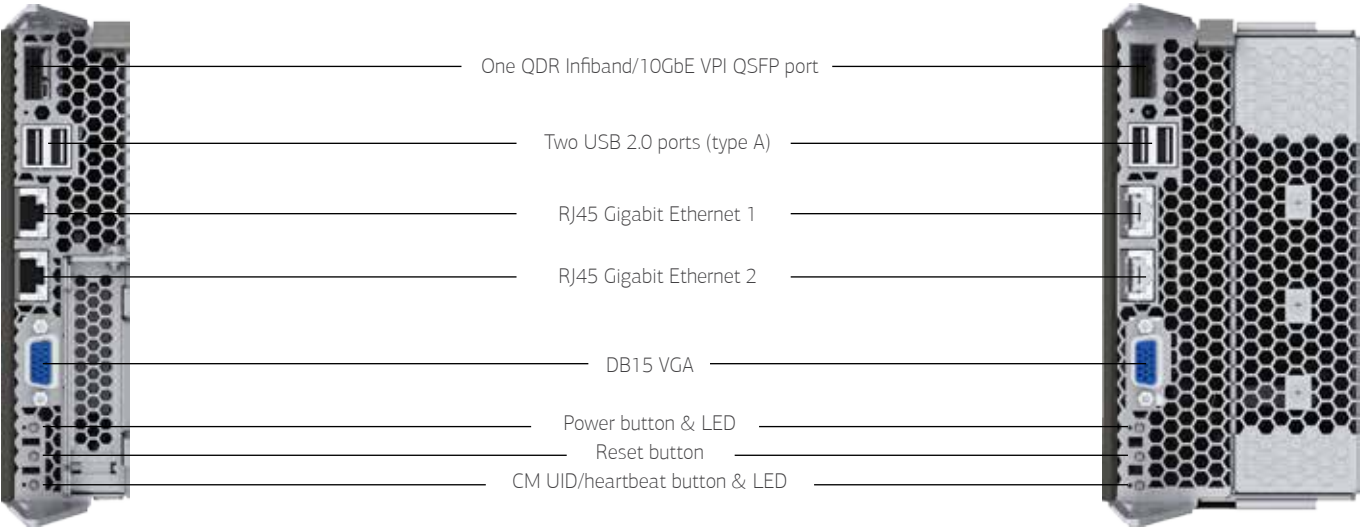 One QDR Infiband/10GbE VPI QSFP port
Two USB 2.0 ports (type A)
RJ45 Gigabit Ethernet 1
RJ45 Gigabit Ethernet 2
DB15 VGA
Power button & LED
Reset button
CM UID/heartbeat button & LED